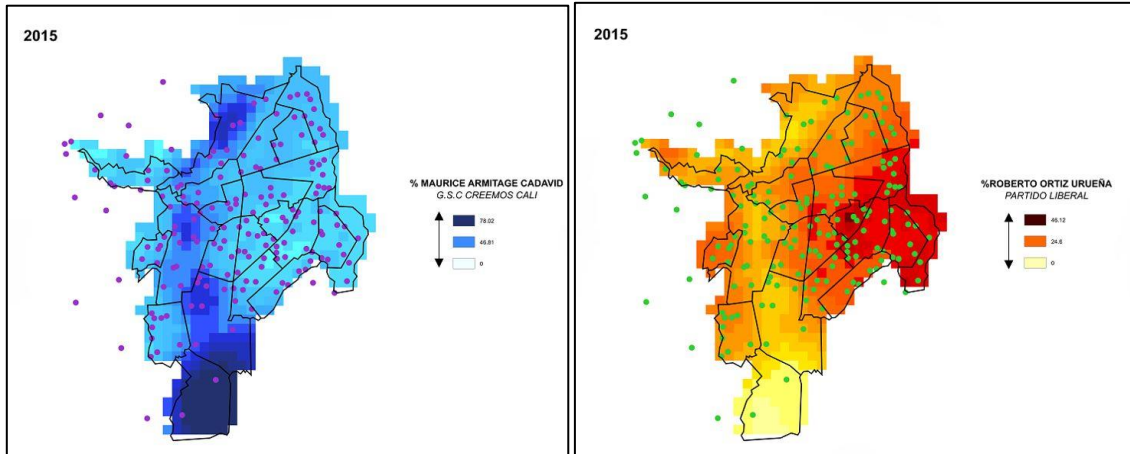 2015
% MAURICE ARMITAGE CADAVID
G.S.C CREEMOS CALI
78.02
46.81
0
2015
%ROBERTO ORTIZ URUEÑA
PARTIDO LIBERAL
46.12
24.6
0